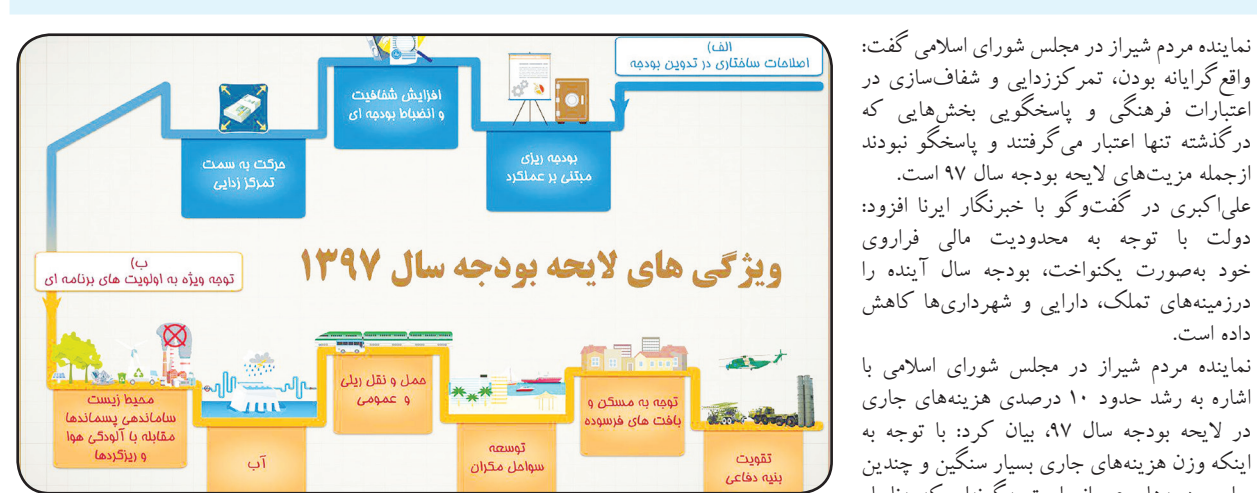 نماینده مردم شیراز در مجلس شورای اسلامی گفت:
واقع‌گرایانه بودن، تمرکززدایی و شفاف‌سازی در
اعتبارات فرهنگی و پاسخگویی بخش‌هایی که
درگذشته تنها اعتبار می‌گرفتند و پاسخگو نبودند
ازجمله مزیت‌های لایحه بودجه سال ۹۷ است.
علی‌اکبری در گفت‌وگو با خبرنگار ایرنا افزود:
دولت با توجه به محدودیت مالی فراروی
خود به‌صورت یکنواخت، بودجه سال آینده را
درزمینه‌های تملک، دارایی و شهرداری‌ها کاهش
داده است.
نماینده مردم شیراز در مجلس شورای اسلامی با
اشاره به رشد حدود ۱۰ درصدی هزینه‌های جاری
در لایحه بودجه سال ۹۷، بیان کرد: با توجه به
اینکه وزن هزینه‌های جاری بسیار سنگین و چندین
الف)
اصلاحات ساختاری در تدوین بودجه
بودجه ریزی
مبتنی بر عملکرد
افزایش شفافیت
و انضباط بودجه ای
حرکت به سمت
تمرکز زدایی
ویژگی های لایحه بودجه سال ۱۳۹۷
ب)
توجه ویژه به اولویت های برنامه ای
محیط زیست
ساماندهی پسماندها
مقابله با آلودگی هوا
و ریزگردها
آب
حمل و نقل ریلی
و عمومی
توسعه
سواحل مکران
توجه به مسکن و
بافت های فرسوده
تقویت
بنیه دفاعی